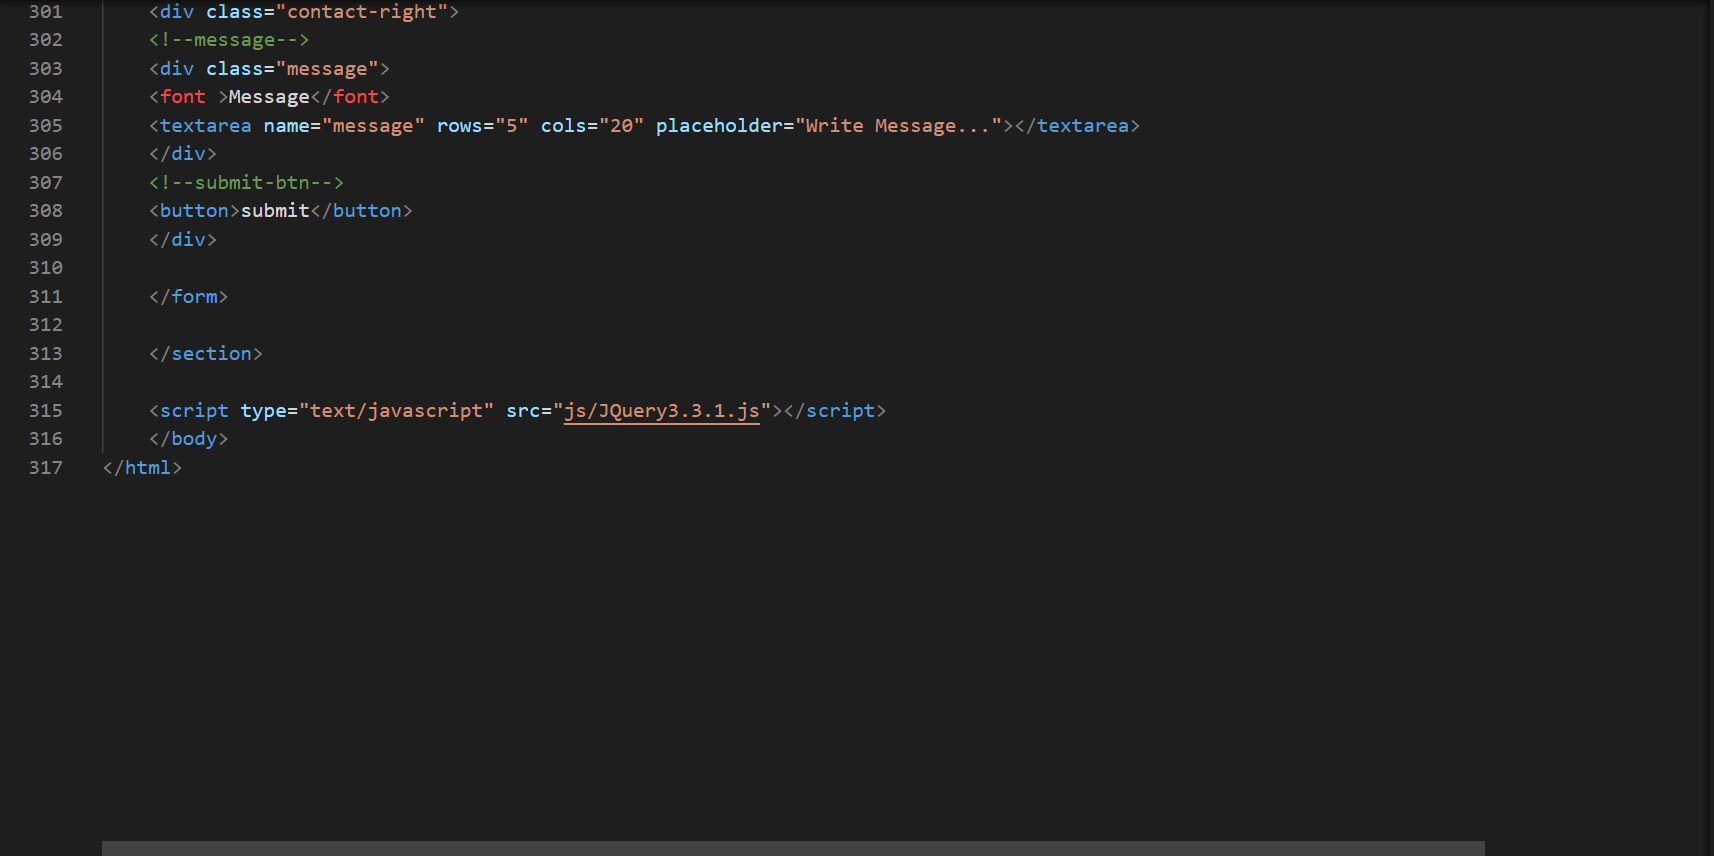 301 <div class="contact-right">
302 <!--message-->
303 <div class="message">
304 <font >Message</font>
305 <textarea name="message" rows="5" cols="20" placeholder="Write Message..."></textarea>
306 </div>
307 <!--submit-btn-->
308 <button>submit</button>
309 </div>
310
311 </form>
312
313 </section>
314
315 <script type="text/javascript" src="js/JQuery3.3.1.js"></script>
316 </body>
317 </html>